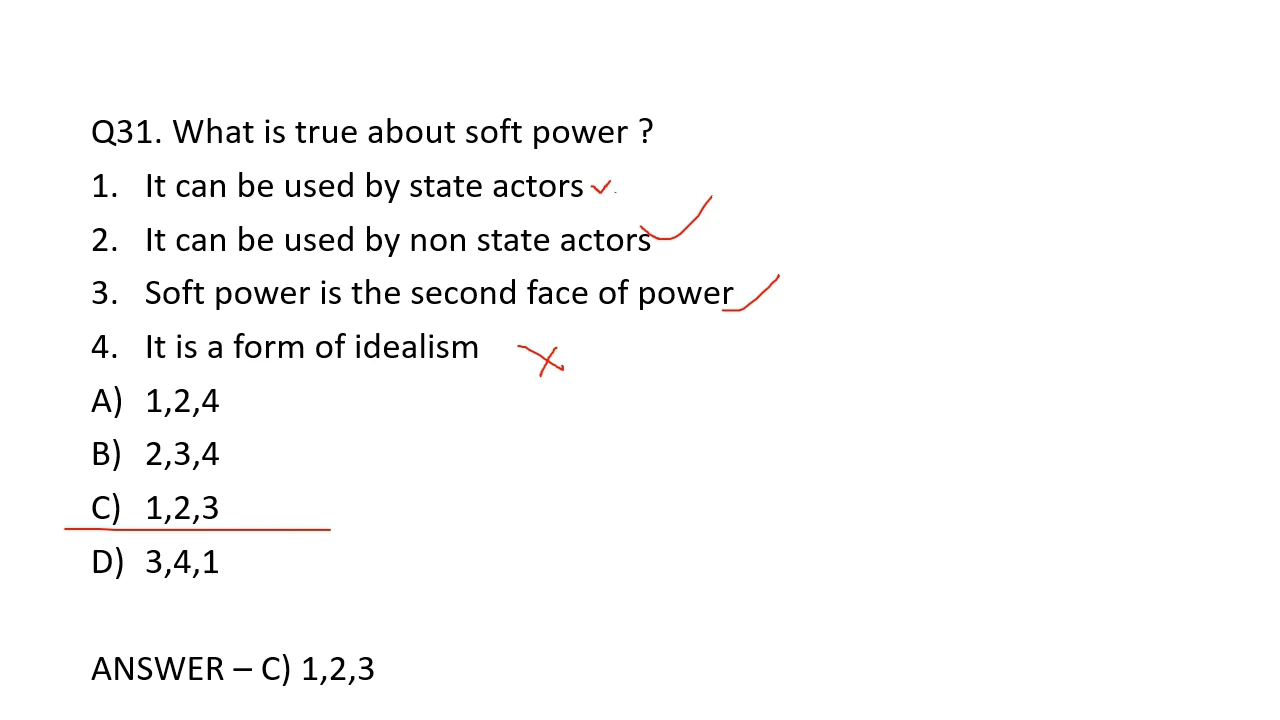 Q31. What is true about soft power ?
1. It can be used by state actors
2. It can be used by non state actors
3. Soft power is the second face of power
4. It is a form of idealism
A) 1,2,4
B) 2,3,4
C) 1,2,3
D) 3,4,1
ANSWER – C) 1,2,3